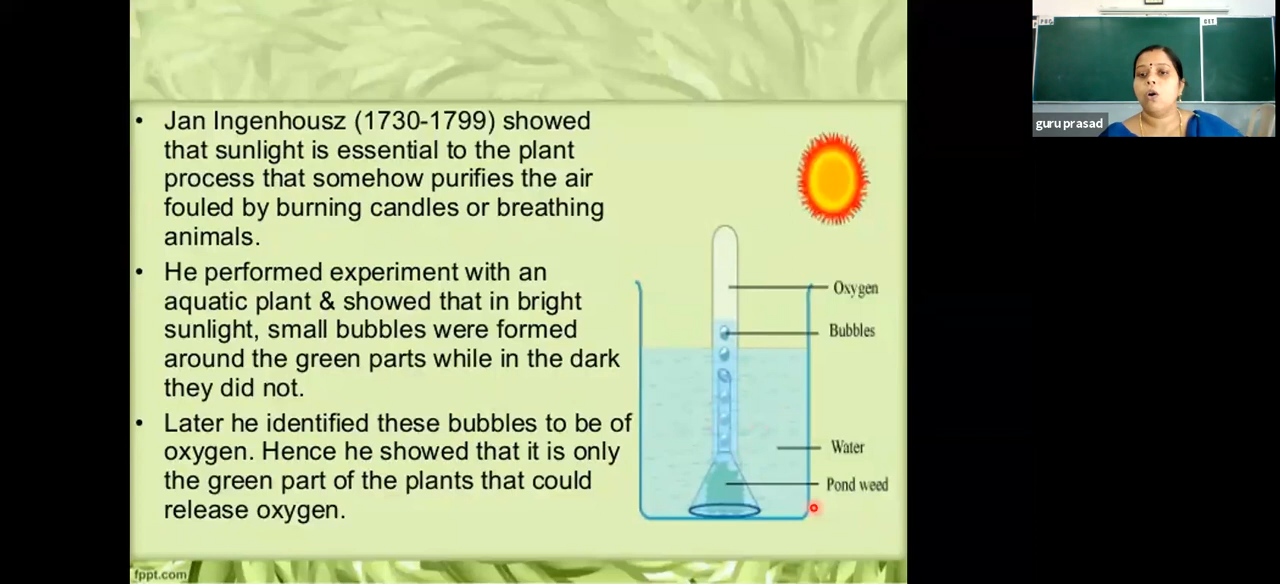 • Jan Ingenhousz (1730-1799) showed
that sunlight is essential to the plant
process that somehow purifies the air
fouled by burning candles or breathing
animals.
• He performed experiment with an
aquatic plant & showed that in bright
sunlight, small bubbles were formed
around the green parts while in the dark
they did not.
• Later he identified these bubbles to be of
oxygen. Hence he showed that it is only
the green part of the plants that could
release oxygen.
Oxygen
Bubbles
Water
Pond weed
fppt.com
guru prasad